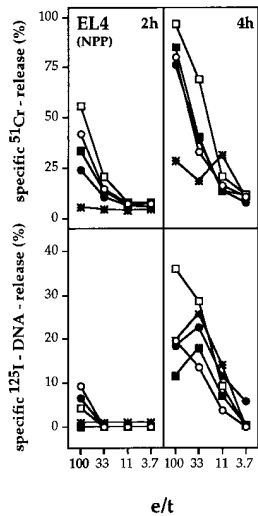 EL4 2h 4h
(NPP)
specific ⁵¹Cr - release (%)
100
75
50
25
0
specific ¹²⁵I - DNA - release (%)
40
30
20
10
0
100 33 11 3.7 100 33 11 3.7
e/t